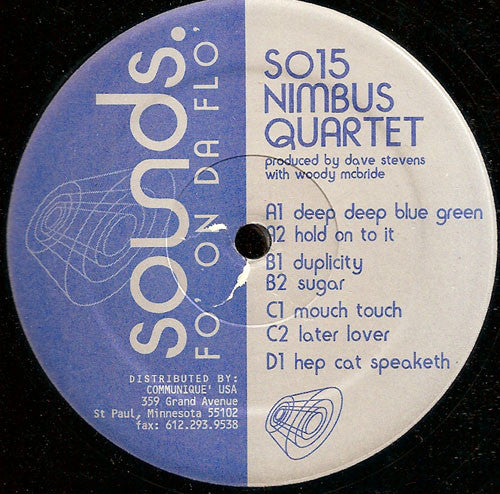 sounds.
FO' ON DA FLO'
DISTRIBUTED BY:
COMMUNIQUE' USA
359 Grand Avenue
St Paul, Minnesota 55102
fax: 612.293.9538
SO15
NIMBUS
QUARTET
produced by dave stevens
with woody mcbride
A1 deep deep blue green
A2 hold on to it
B1 duplicity
B2 sugar
C1 mouch touch
C2 later lover
D1 hep cat speaketh